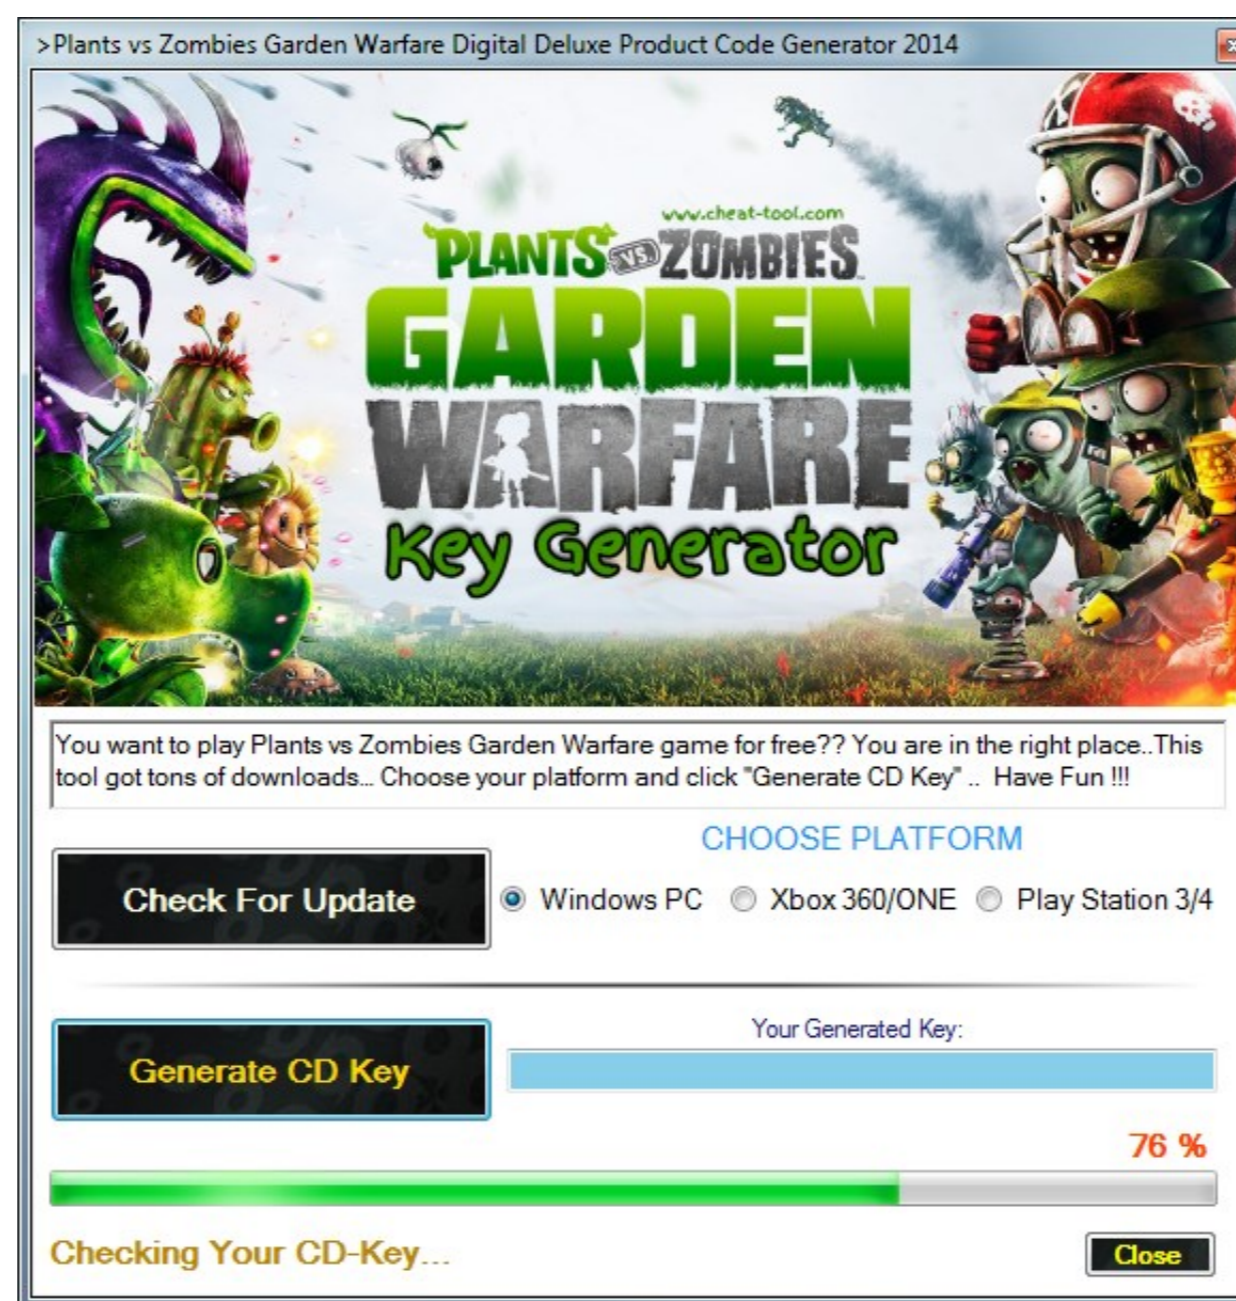 >Plants vs Zombies Garden Warfare Digital Deluxe Product Code Generator 2014
www.cheat-tool.com
PLANTS VS. ZOMBIES
GARDEN
WARFARE
Key Generator
You want to play Plants vs Zombies Garden Warfare game for free?? You are in the right place..This
tool got tons of downloads... Choose your platform and click "Generate CD Key" .. Have Fun !!!
CHOOSE PLATFORM
Check For Update
Windows PC
Xbox 360/ONE
Play Station 3/4
Your Generated Key:
Generate CD Key
76 %
Checking Your CD-Key...
Close